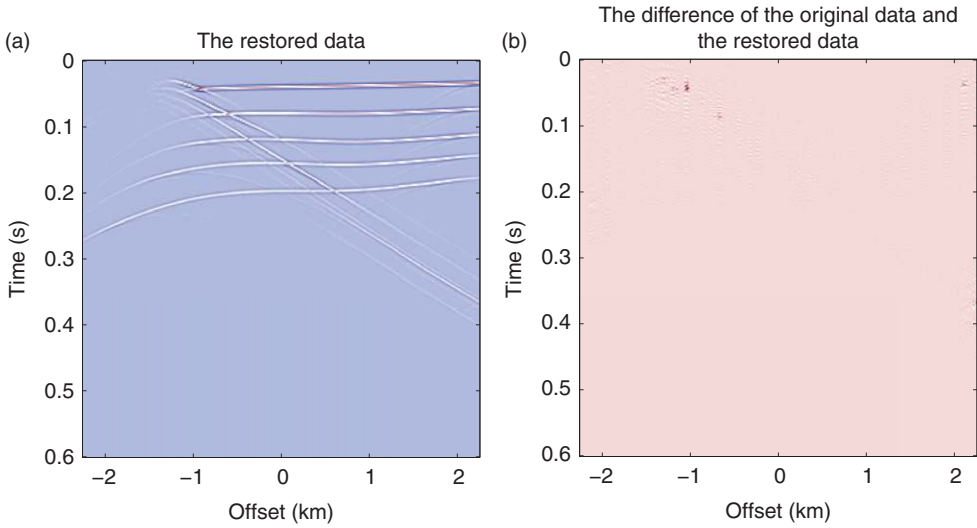 (a)
The restored data
0
0.1
0.2
0.3
0.4
0.5
0.6
Time (s)
−2
−1
0
1
2
Offset (km)
(b)
The difference of the original data and
the restored data
0
0.1
0.2
0.3
0.4
0.5
0.6
Time (s)
−2
−1
0
1
2
Offset (km)